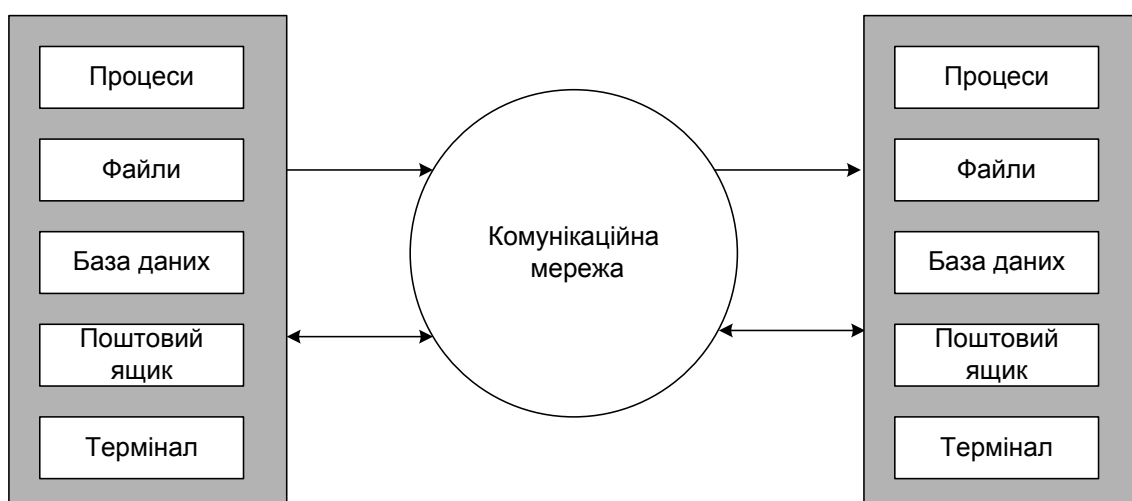 Процеси
Файли
База даних
Поштовий
ящик
Термінал
Комунікаційна
мережа
Процеси
Файли
База даних
Поштовий
ящик
Термінал